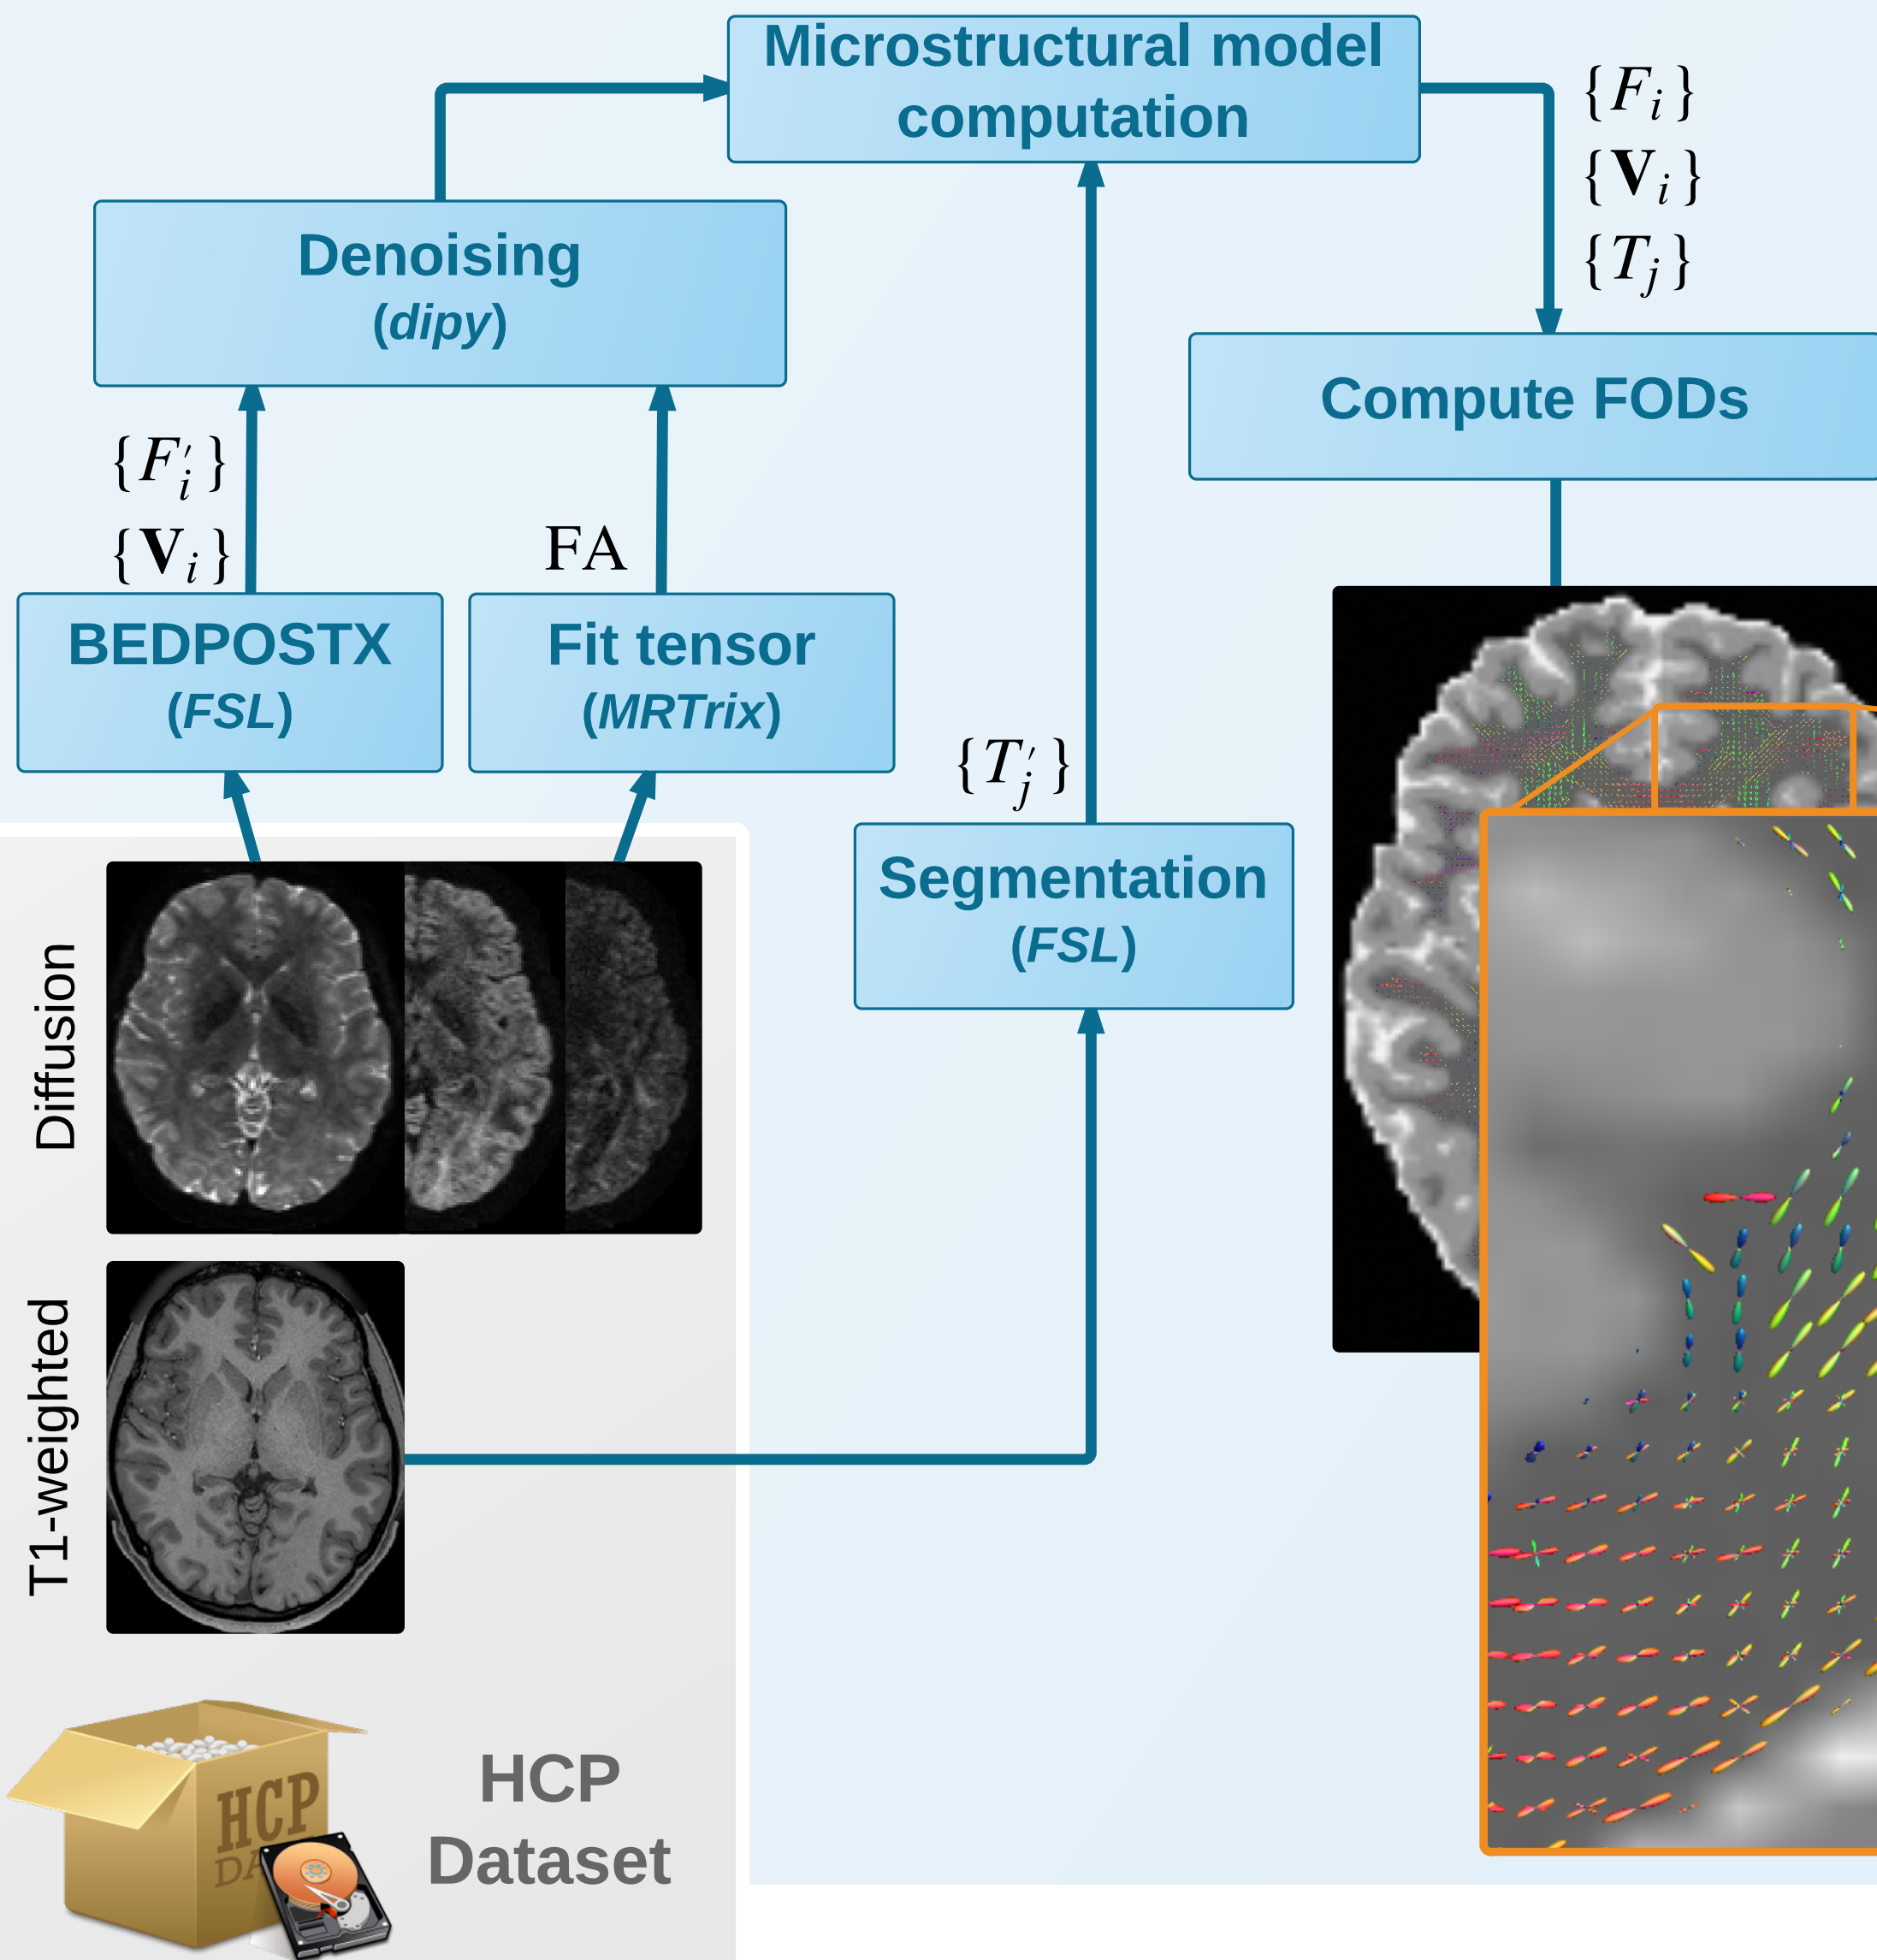 Microstructural model
computation
{F_i}
{V_i}
{T_j}
Denoising
(dipy)
Compute FODs
{F'_i}
{V_i}
FA
BEDPOSTX
(FSL)
Fit tensor
(MRTrix)
{T'_j}
Segmentation
(FSL)
Diffusion
T1-weighted
HCP
Dataset
HCP